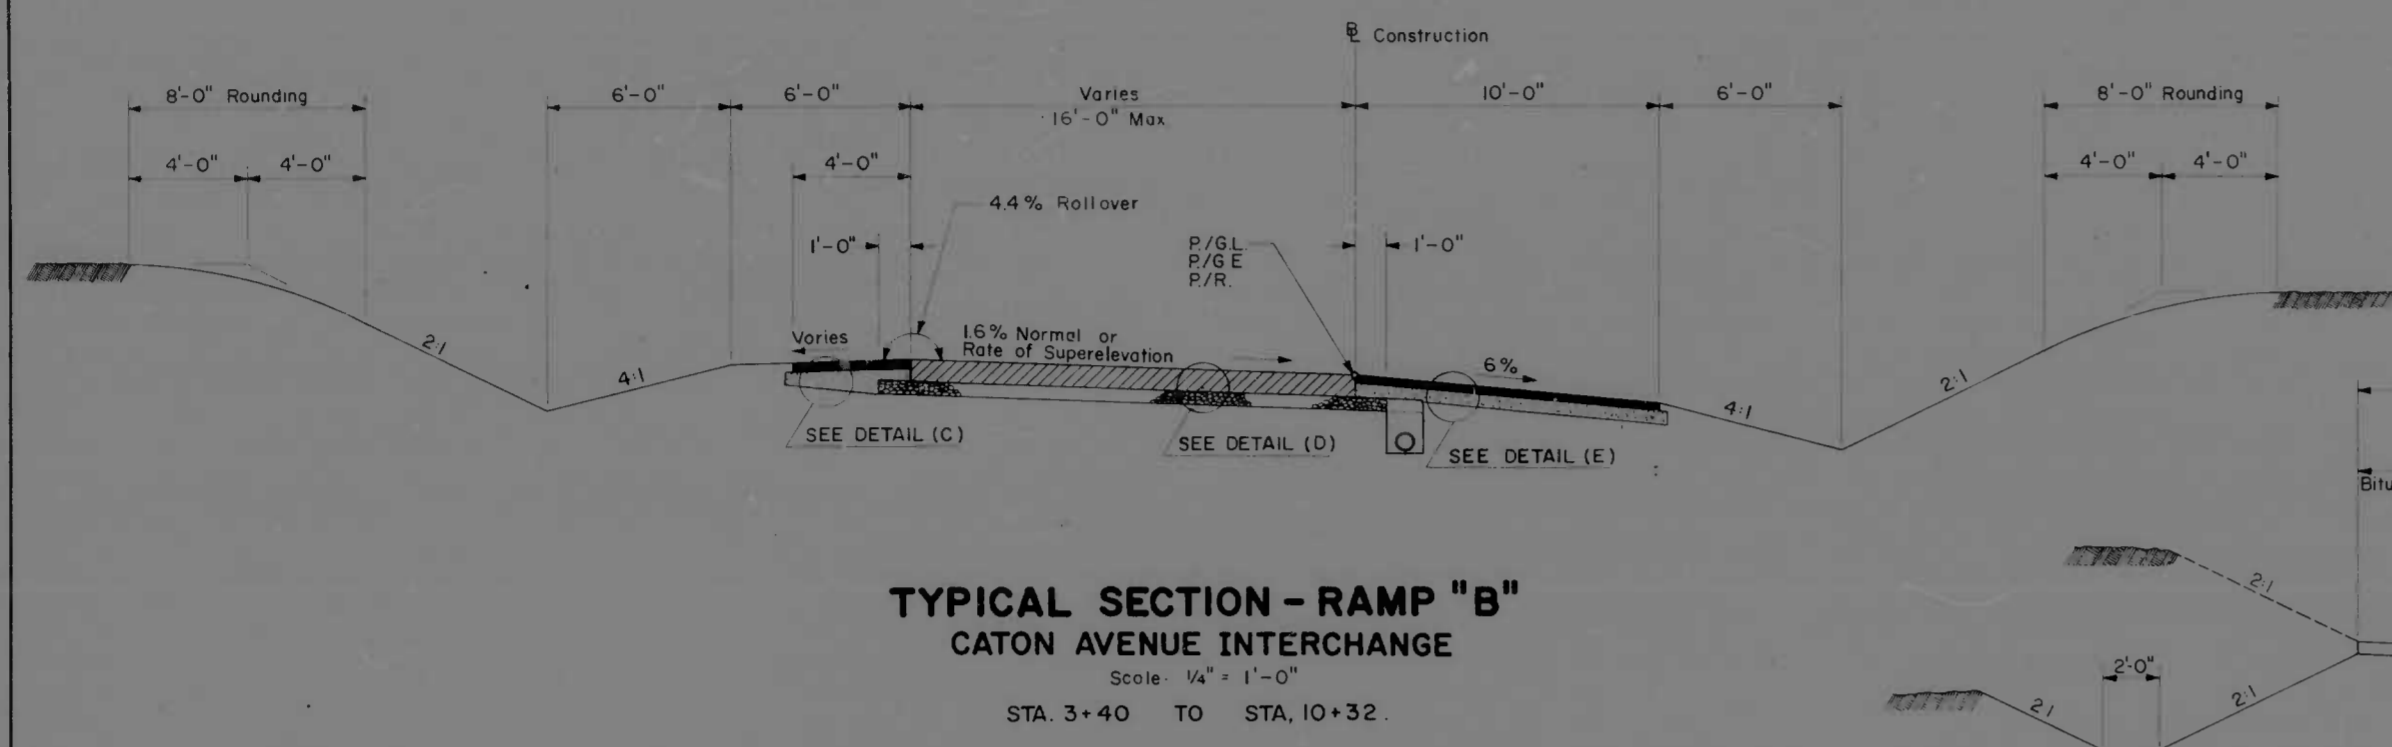 ℄ Construction
8'-0" Rounding
6'-0"
6'-0"
Varies
16'-0" Max
10'-0"
6'-0"
8'-0" Rounding
4'-0"
4'-0"
4'-0"
4'-0"
4'-0"
4.4% Rollover
1'-0"
P./G.L.
P./G E
P./R.
1'-0"
Varies
1.6% Normal or
Rate of Superelevation
6%
2:1
4:1
4:1
2:1
SEE DETAIL (C)
SEE DETAIL (D)
SEE DETAIL (E)
Bitu
TYPICAL SECTION - RAMP "B"
CATON AVENUE INTERCHANGE
Scale 1/4" = 1'-0"
STA. 3+40 TO STA, 10+32.
2:1
2'-0"
2:1
2:1